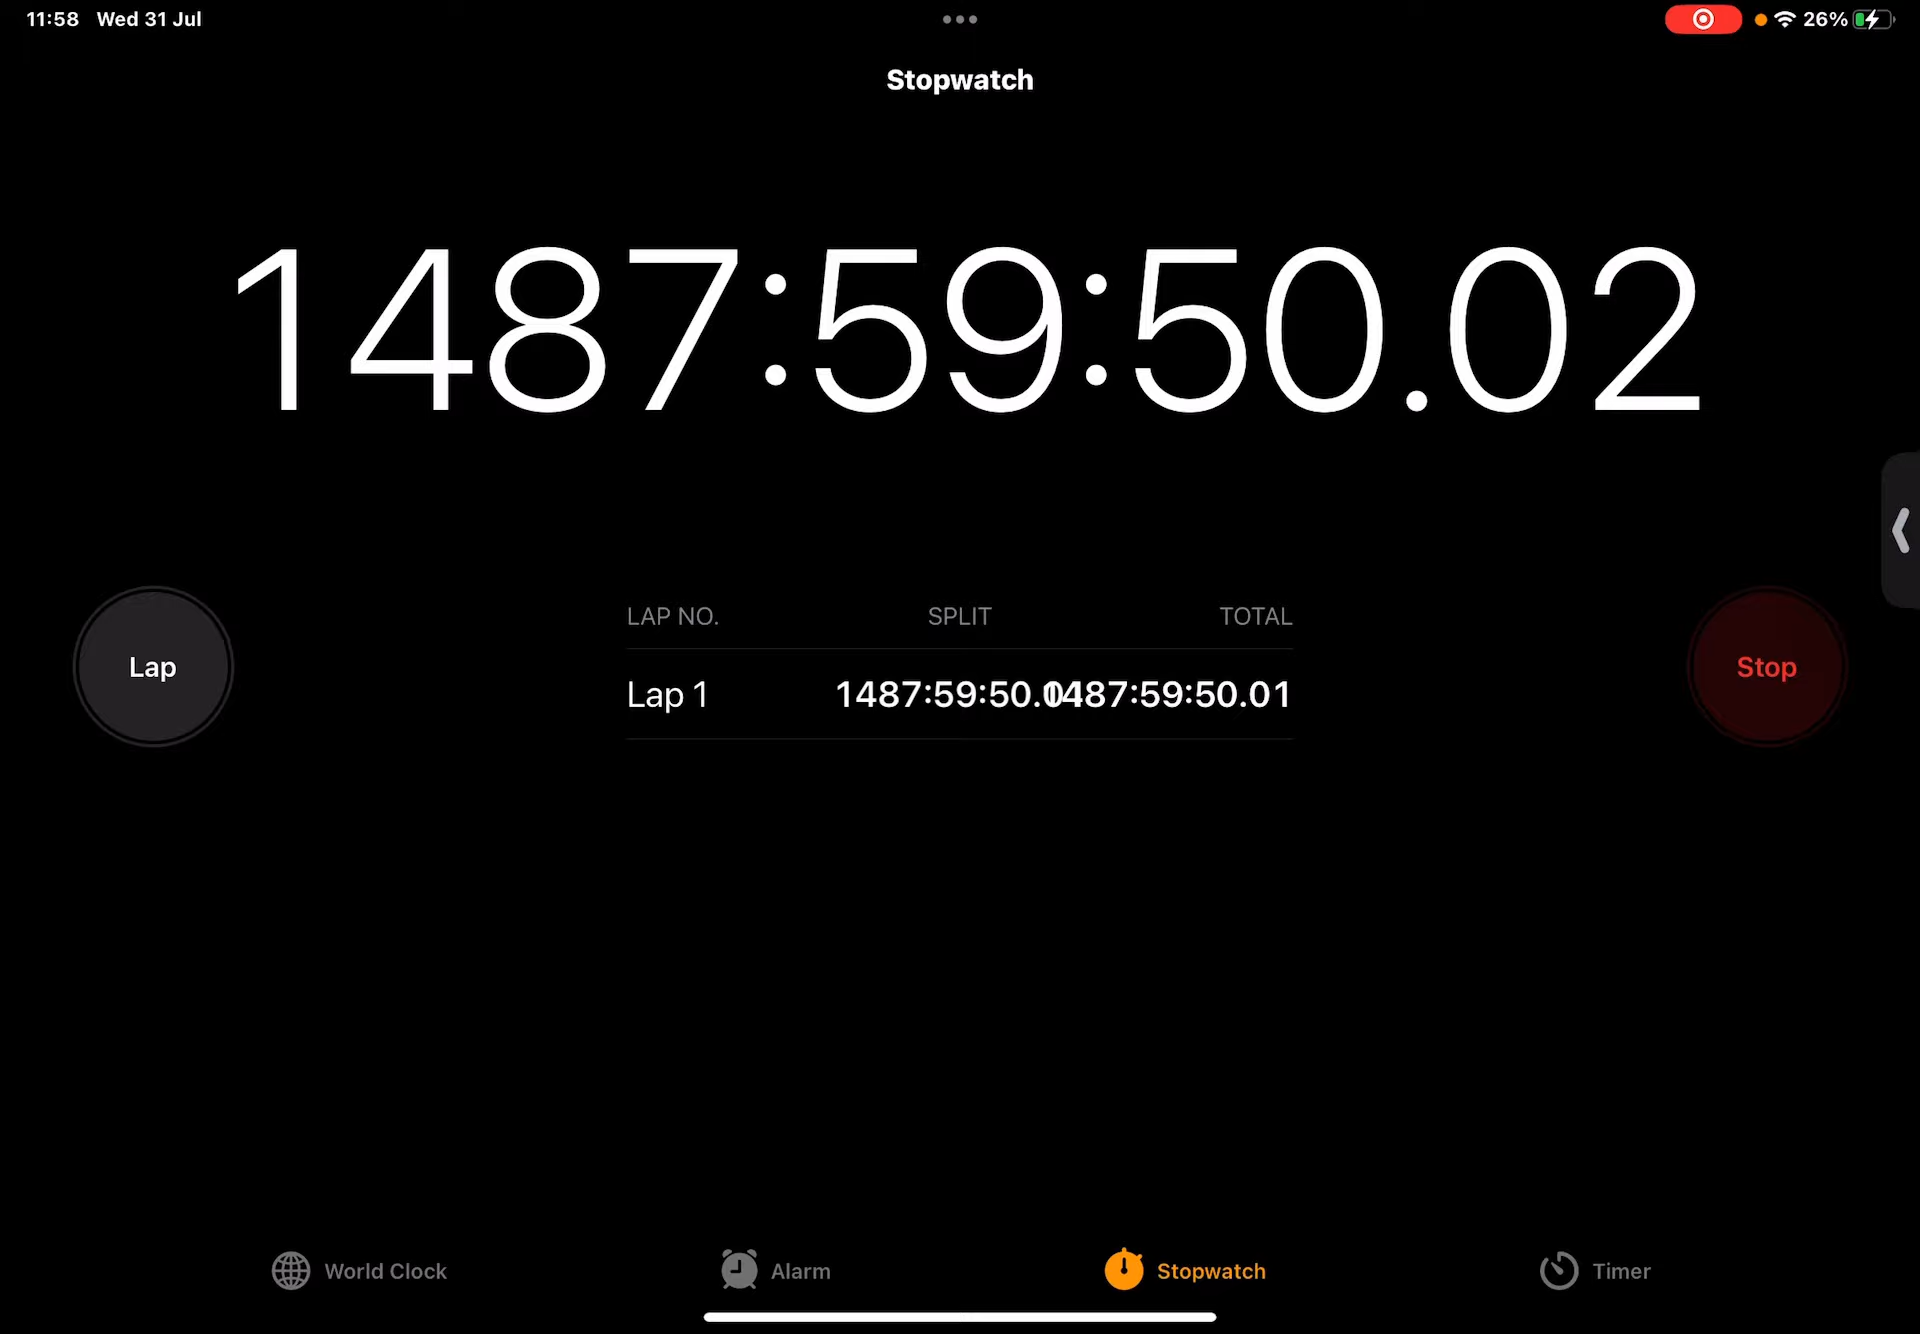 11:58 Wed 31 Jul
26%
Stopwatch
1487:59:50.02
LAP NO. SPLIT TOTAL
Lap 1 1487:59:50.01 1487:59:50.01
Lap
Stop
World Clock Alarm Stopwatch Timer